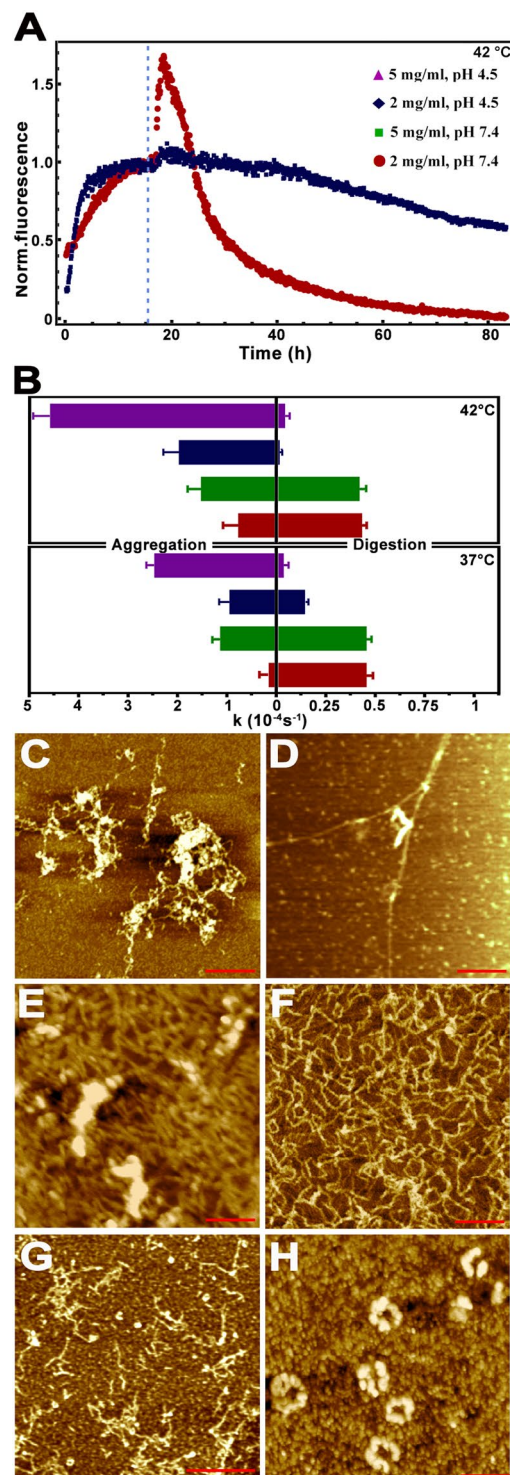 A
42 °C
1.5
1.0
0.5
0
Norm.fluorescence
5 mg/ml, pH 4.5
2 mg/ml, pH 4.5
5 mg/ml, pH 7.4
2 mg/ml, pH 7.4
0 20 40 60 80
Time (h)
B
42°C
Aggregation Digestion
37°C
5 4 3 2 1 0 0.25 0.5 0.75 1
k (10⁻⁴s⁻¹)
C D
E F
G H